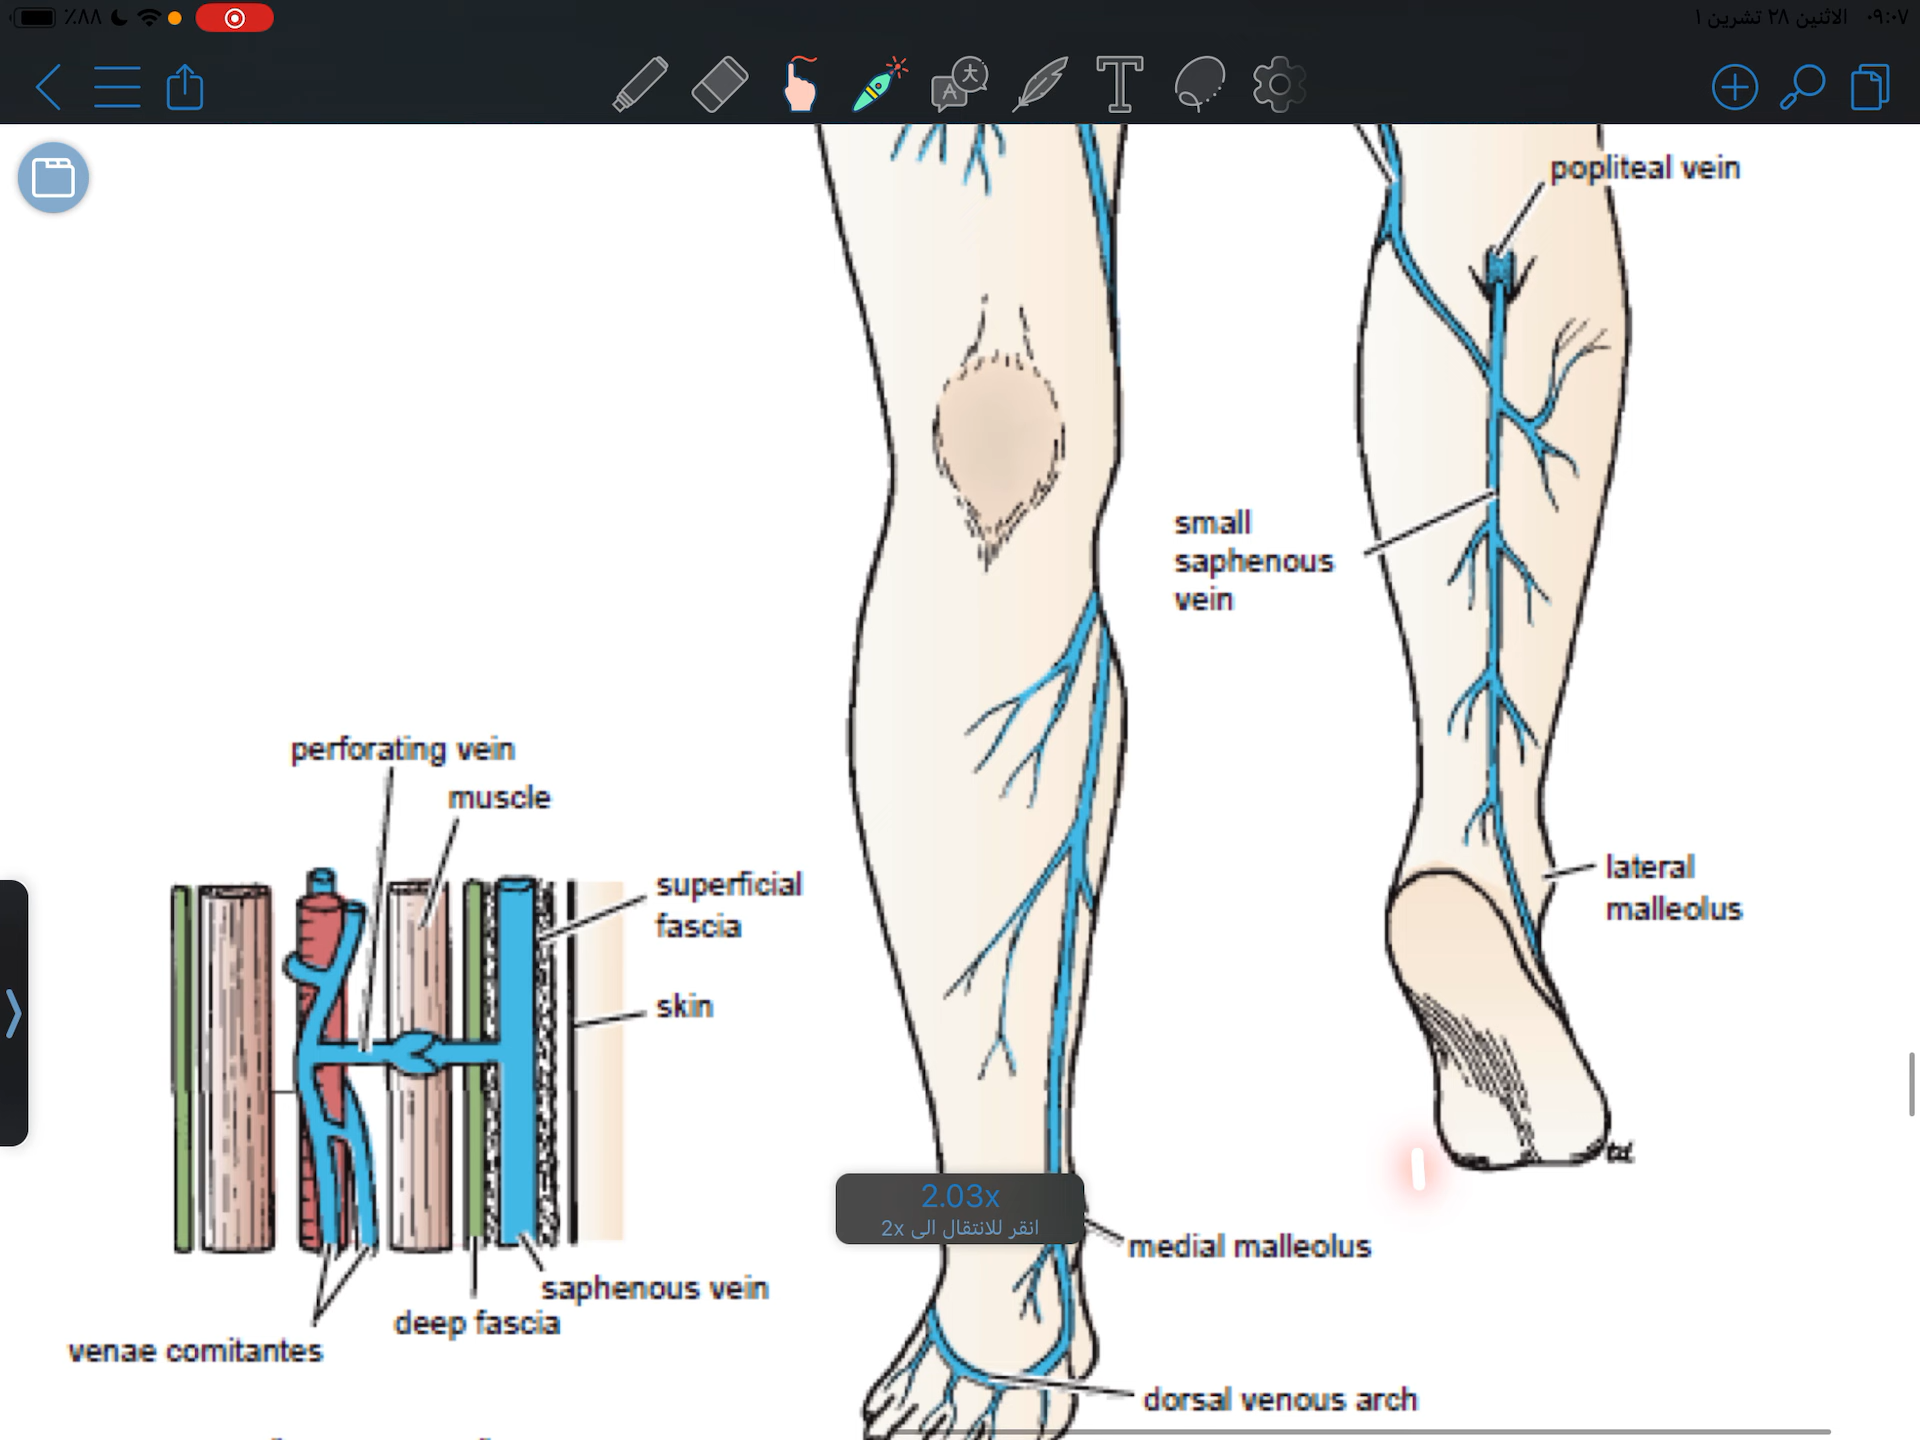 ٪٨٨
٠٩:٠٧ الاثنين ٢٨ تشرين ١
popliteal vein
small
saphenous
vein
perforating vein
muscle
superficial
fascia
skin
lateral
malleolus
2.03x
انقر للانتقال الى 2x
medial malleolus
saphenous vein
deep fascia
venae comitantes
dorsal venous arch